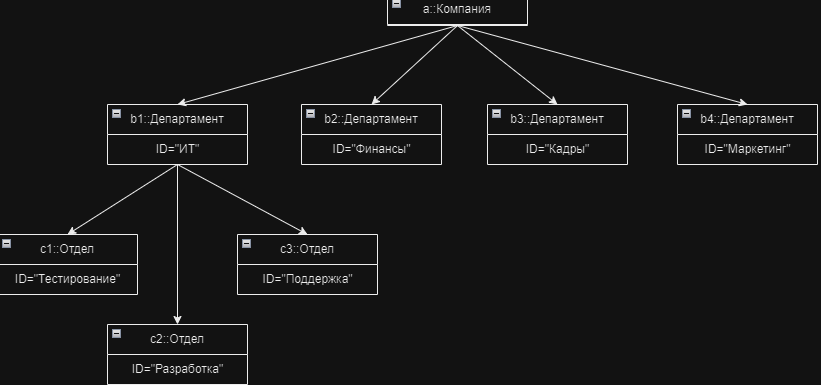 a::Компания
b1::Департамент
ID="ИТ"
b2::Департамент
ID="Финансы"
b3::Департамент
ID="Кадры"
b4::Департамент
ID="Маркетинг"
c1::Отдел
ID="Тестирование"
c3::Отдел
ID="Поддержка"
c2::Отдел
ID="Разработка"